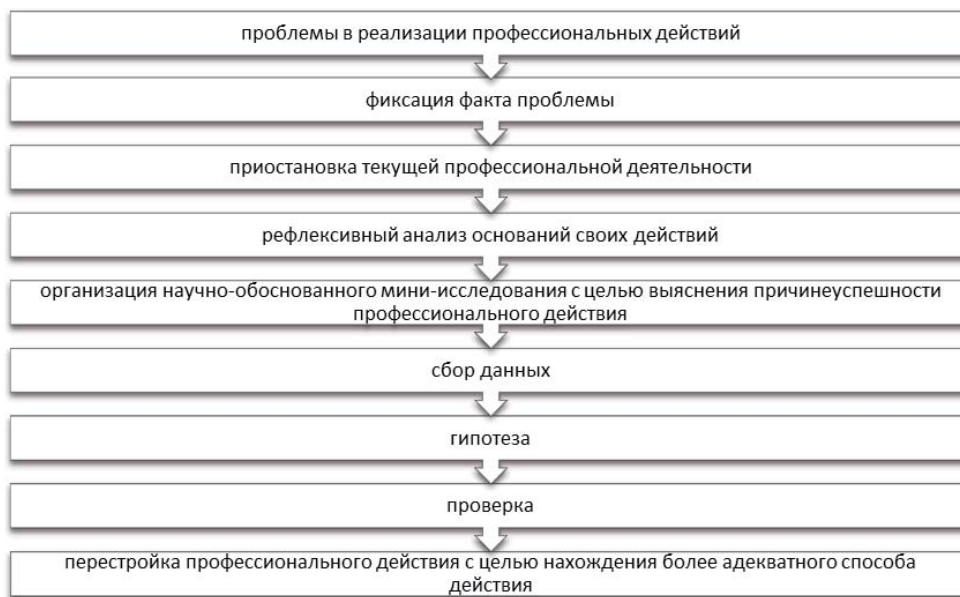 проблемы в реализации профессиональных действий
фиксация факта проблемы
приостановка текущей профессиональной деятельности
рефлексивный анализ оснований своих действий
организация научно-обоснованного мини-исследования с целью выяснения причинеуспешности
профессионального действия
сбор данных
гипотеза
проверка
перестройка профессионального действия с целью нахождения более адекватного способа
действия